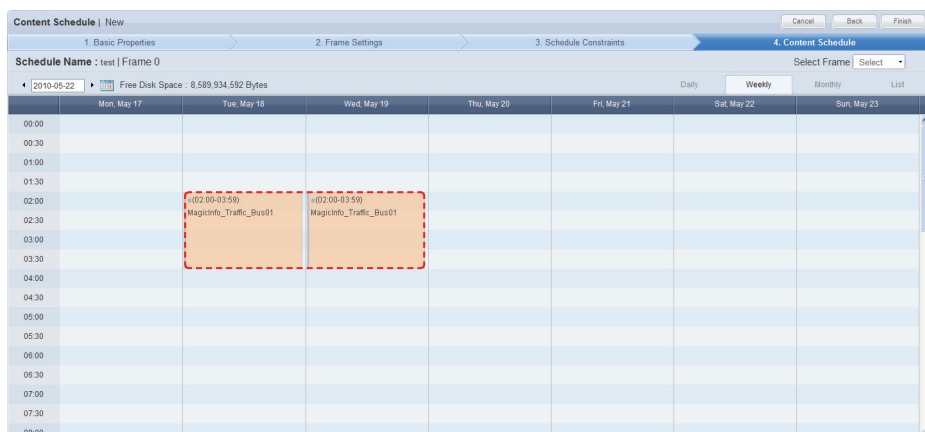 Content Schedule | New
Cancel Back Finish
1. Basic Properties 2. Frame Settings 3. Schedule Constraints 4. Content Schedule
Schedule Name : test | Frame 0
Select Frame Select
2010-05-22 Free Disk Space : 8,589,934,592 Bytes
Daily Weekly Monthly List
Mon, May 17 Tue, May 18 Wed, May 19 Thu, May 20 Fri, May 21 Sat, May 22 Sun, May 23
00:00
00:30
01:00
01:30
02:00 (02:00-03:59) (02:00-03:59)
MagicInfo_Traffic_Bus01 MagicInfo_Traffic_Bus01
02:30
03:00
03:30
04:00
04:30
05:00
05:30
06:00
06:30
07:00
07:30